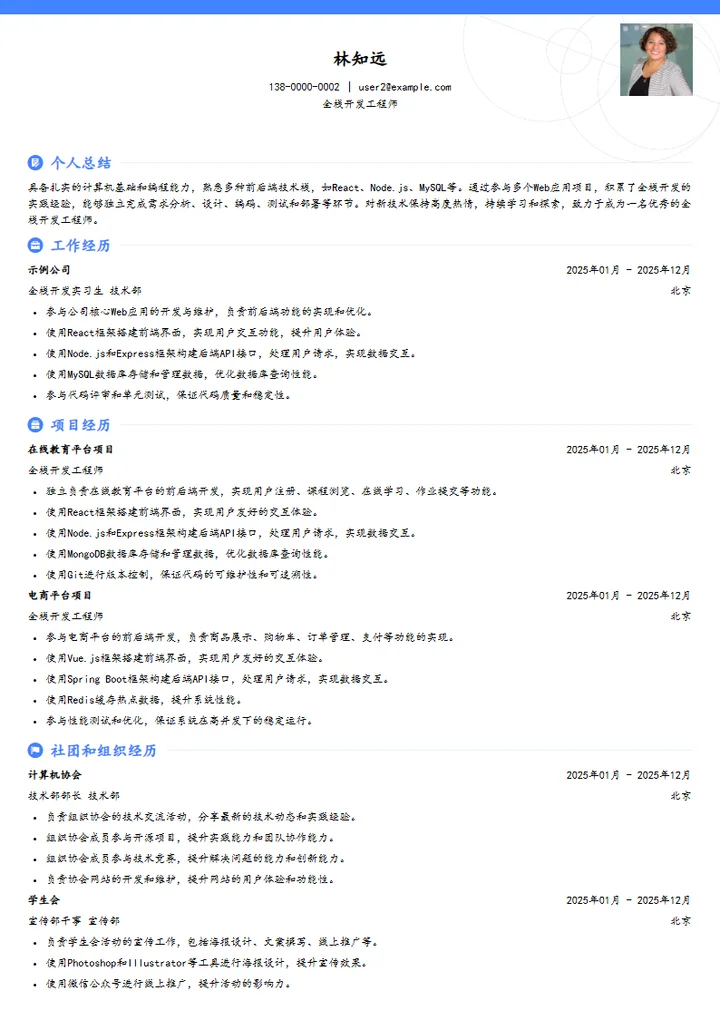 林知远
138-0000-0002 | user2@example.com
全栈开发工程师
个人总结
具备扎实的计算机基础和编程能力，熟悉多种前后端技术栈，如React、Node.js、MySQL等。通过参与多个Web应用项目，积累了全栈开发的
实践经验，能够独立完成需求分析、设计、编码、测试和部署等环节。对新技术保持高度热情，持续学习和探索，致力于成为一名优秀的全
栈开发工程师。
工作经历
示例公司 2025年01月 - 2025年12月
全栈开发实习生 技术部 北京
• 参与公司核心Web应用的开发与维护，负责前后端功能的实现和优化。
• 使用React框架搭建前端界面，实现用户交互功能，提升用户体验。
• 使用Node.js和Express框架构建后端API接口，处理用户请求，实现数据交互。
• 使用MySQL数据库存储和管理数据，优化数据库查询性能。
• 参与代码评审和单元测试，保证代码质量和稳定性。
项目经历
在线教育平台项目 2025年01月 - 2025年12月
全栈开发工程师 北京
• 独立负责在线教育平台的前后端开发，实现用户注册、课程浏览、在线学习、作业提交等功能。
• 使用React框架搭建前端界面，实现用户友好的交互体验。
• 使用Node.js和Express框架构建后端API接口，处理用户请求，实现数据交互。
• 使用MongoDB数据库存储和管理数据，优化数据库查询性能。
• 使用Git进行版本控制，保证代码的可维护性和可追溯性。
电商平台项目 2025年01月 - 2025年12月
全栈开发工程师 北京
• 参与电商平台的前后端开发，负责商品展示、购物车、订单管理、支付等功能的实现。
• 使用Vue.js框架搭建前端界面，实现用户友好的交互体验。
• 使用Spring Boot框架构建后端API接口，处理用户请求，实现数据交互。
• 使用Redis缓存热点数据，提升系统性能。
• 参与性能测试和优化，保证系统在高并发下的稳定运行。
社团和组织经历
计算机协会 2025年01月 - 2025年12月
技术部部长 技术部 北京
• 负责组织协会的技术交流活动，分享最新的技术动态和实践经验。
• 组织协会成员参与开源项目，提升实践能力和团队协作能力。
• 组织协会成员参与技术竞赛，提升解决问题的能力和创新能力。
• 负责协会网站的开发和维护，提升网站的用户体验和功能性。
学生会 2025年01月 - 2025年12月
宣传部干事 宣传部 北京
• 负责学生会活动的宣传工作，包括海报设计、文案撰写、线上推广等。
• 使用Photoshop和Illustrator等工具进行海报设计，提升宣传效果。
• 使用微信公众号进行线上推广，提升活动的影响力。